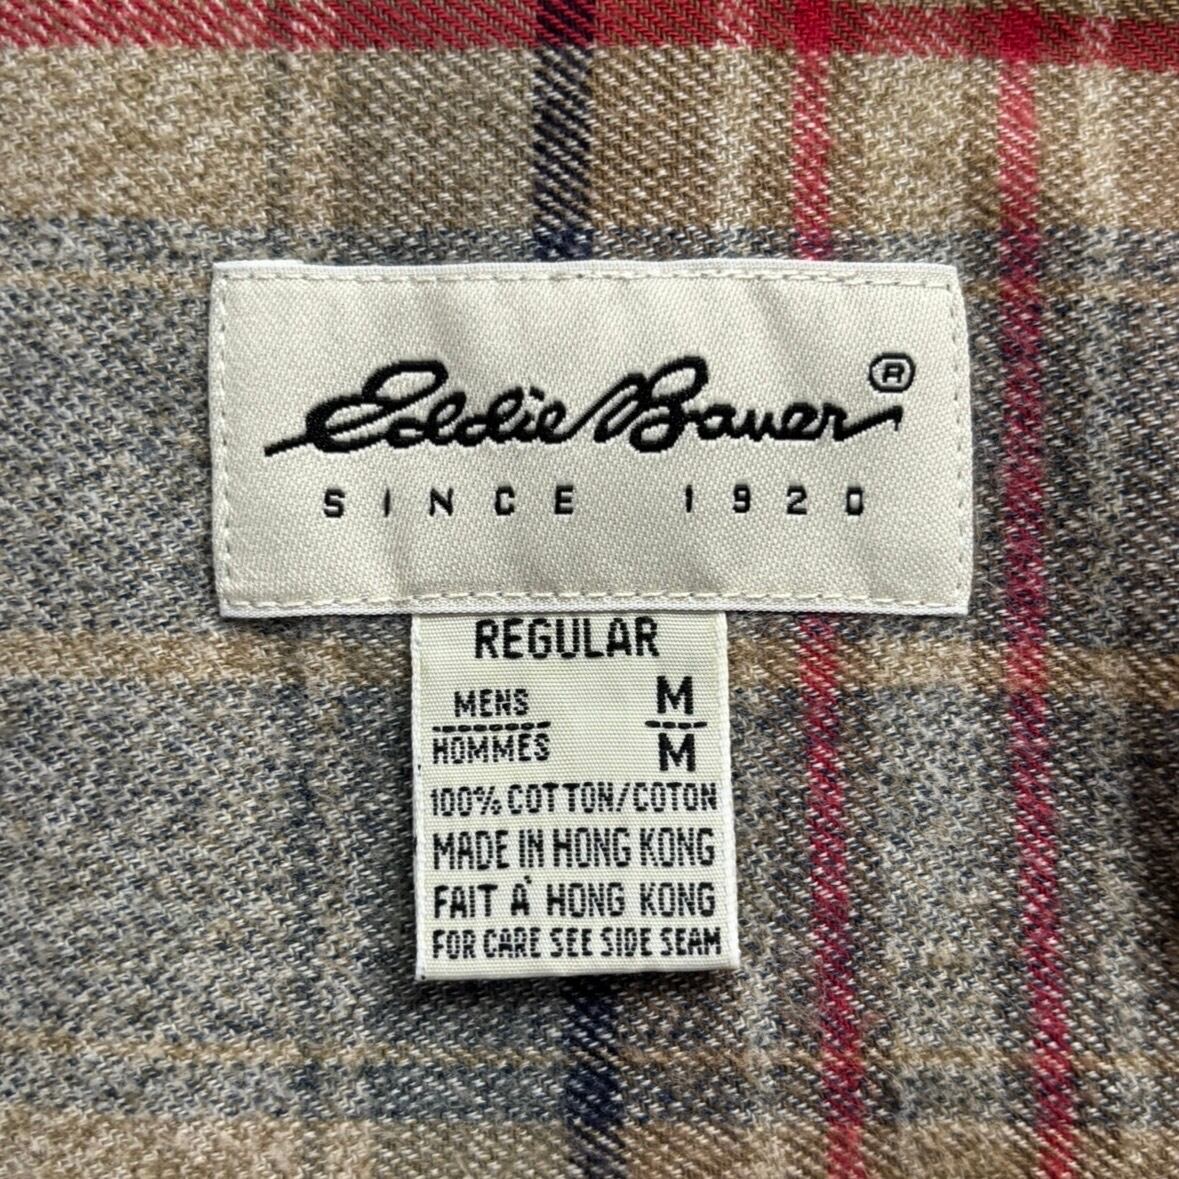 Eddie Bauer®
SINCE 1920
REGULAR
MENS M
HOMMES M
100% COTTON/COTON
MADE IN HONG KONG
FAIT À HONG KONG
FOR CARE SEE SIDE SEAM